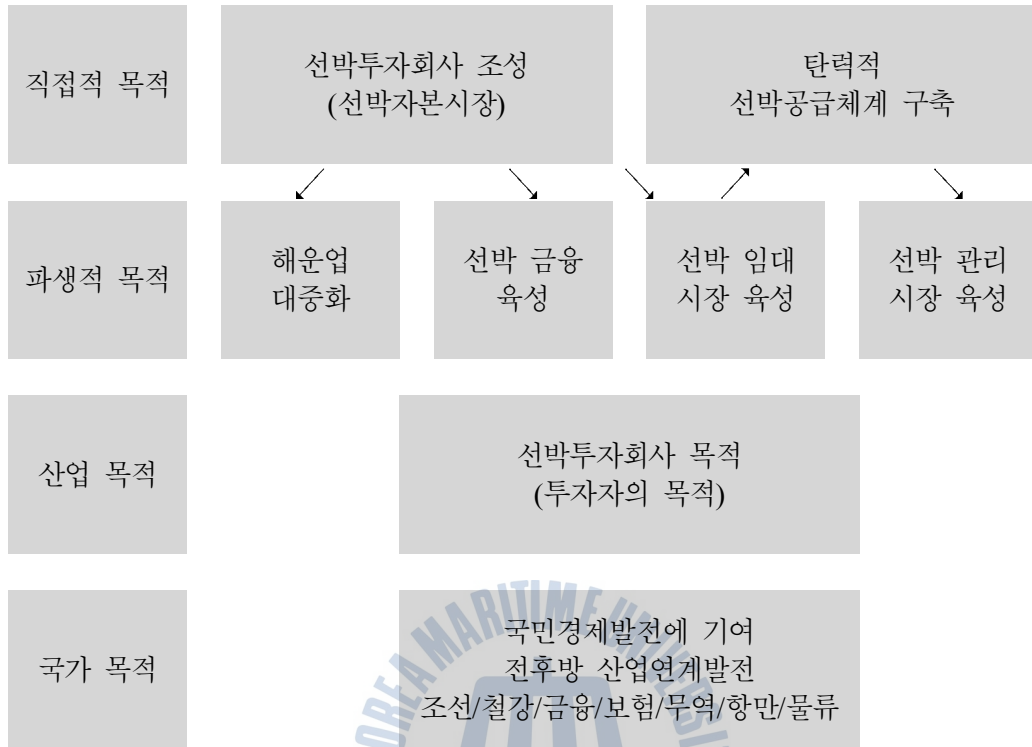 직접적 목적
선박투자회사 조성
(선박자본시장)
탄력적
선박공급체계 구축
파생적 목적
해운업
대중화
선박 금융
육성
선박 임대
시장 육성
선박 관리
시장 육성
산업 목적
선박투자회사 목적
(투자자의 목적)
국가 목적
국민경제발전에 기여
전후방 산업연계발전
조선/철강/금융/보험/무역/항만/물류